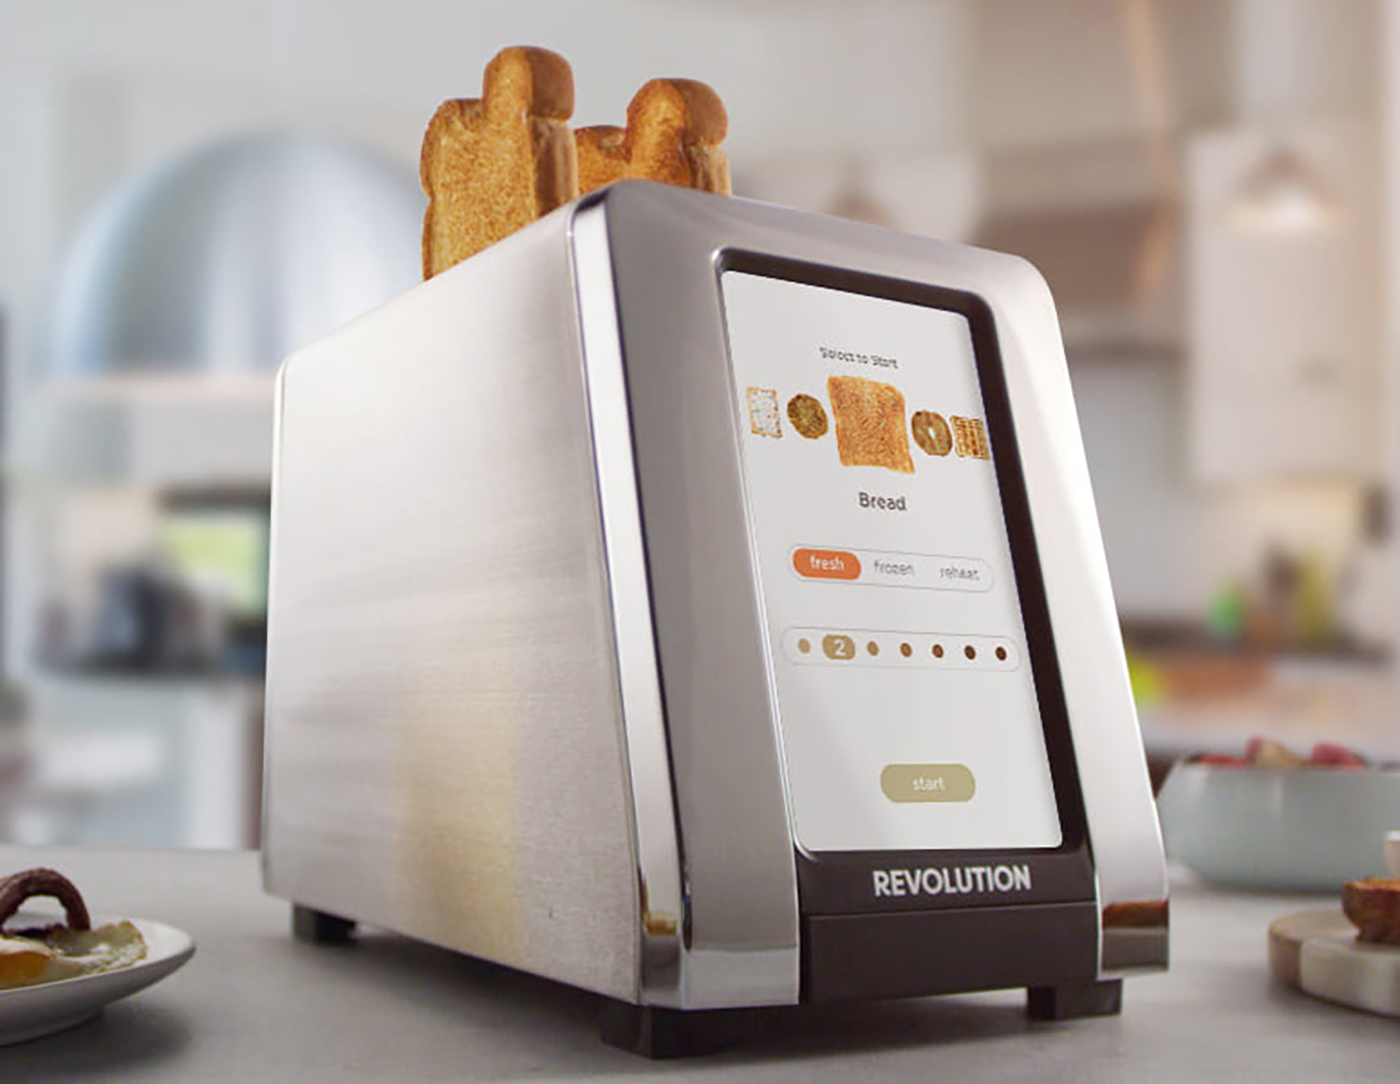 Select to Start
Bread
fresh frozen reheat
2
start
REVOLUTION